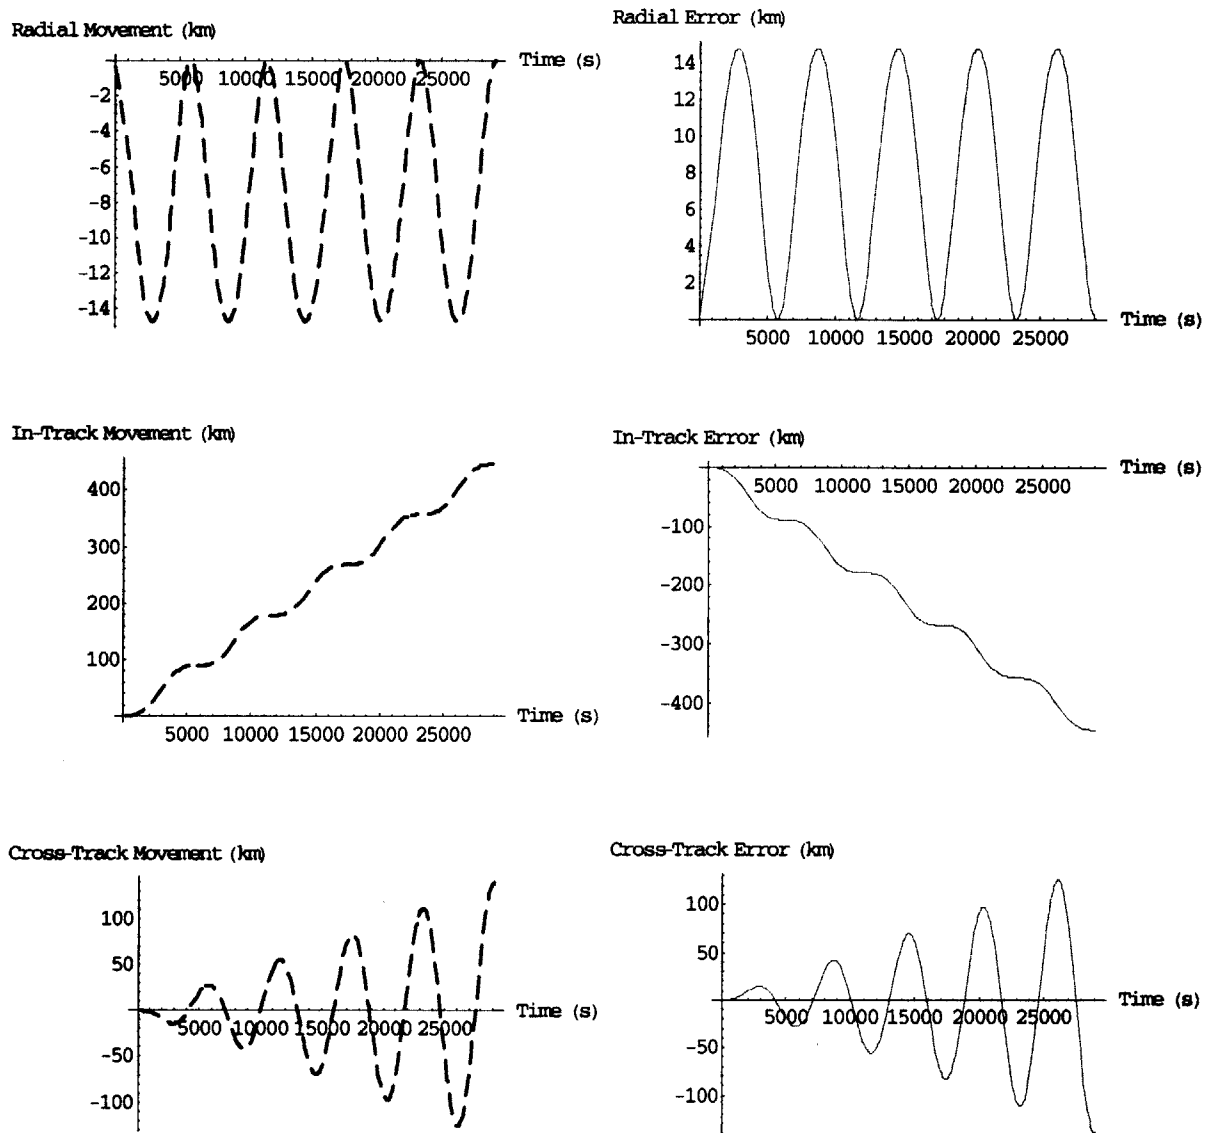 Radial Movement (km)
Time (s)
5000 10000 15000 20000 25000
-2
-4
-6
-8
-10
-12
-14
Radial Error (km)
14
12
10
8
6
4
2
Time (s)
5000 10000 15000 20000 25000
In-Track Movement (km)
400
300
200
100
Time (s)
5000 10000 15000 20000 25000
In-Track Error (km)
Time (s)
5000 10000 15000 20000 25000
-100
-200
-300
-400
Cross-Track Movement (km)
100
50
Time (s)
5000 10000 15000 20000 25000
-50
-100
Cross-Track Error (km)
100
50
Time (s)
5000 10000 15000 20000 25000
-50
-100